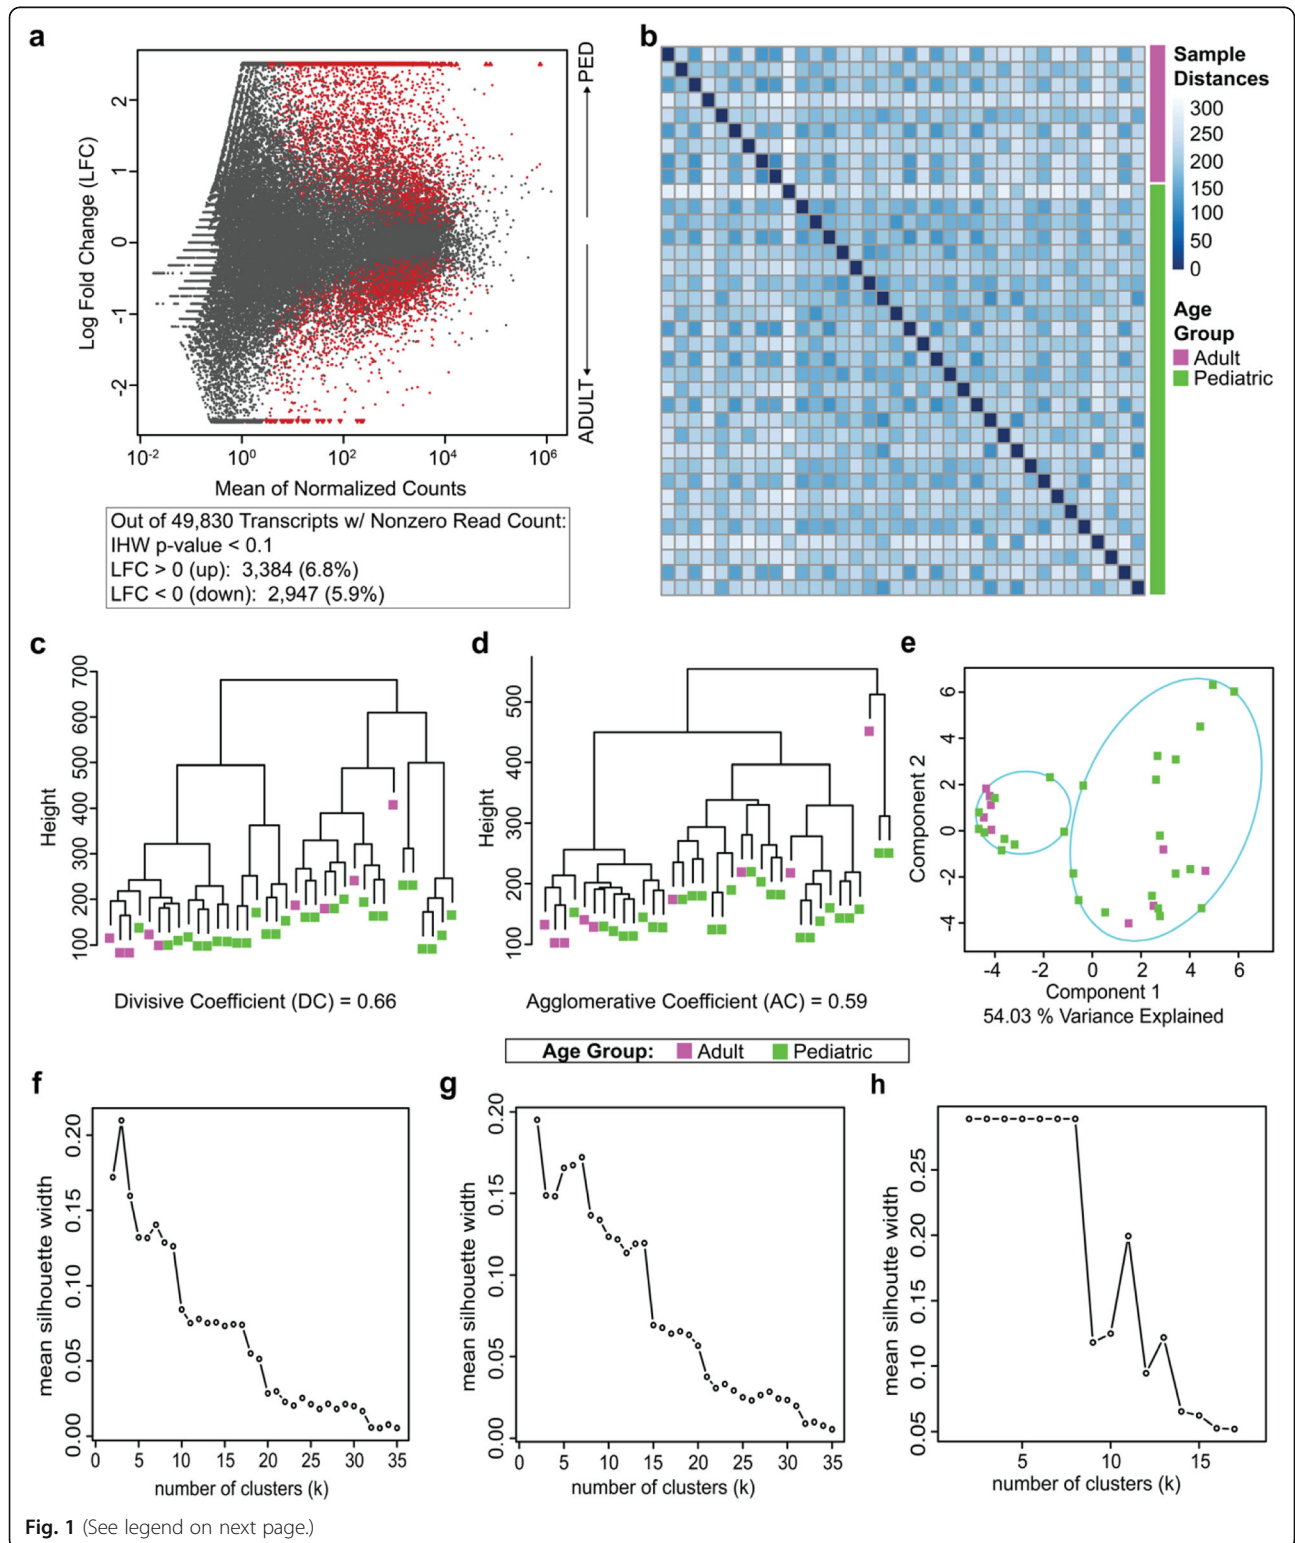 a
PED
2
1
0
-1
-2
Log Fold Change (LFC)
ADULT
10-2
100
102
104
106
Mean of Normalized Counts
Out of 49,830 Transcripts w/ Nonzero Read Count:
IHW p-value < 0.1
LFC > 0 (up): 3,384 (6.8%)
LFC < 0 (down): 2,947 (5.9%)
b
Sample
Distances
300
250
200
150
100
50
0
Age
Group
Adult
Pediatric
c
700
600
500
400
300
200
100
Height
Divisive Coefficient (DC) = 0.66
d
500
400
300
200
100
Height
Agglomerative Coefficient (AC) = 0.59
e
6
4
2
0
-2
-4
Component 2
-4
-2
0
2
4
6
Component 1
54.03 % Variance Explained
Age Group: Adult Pediatric
f
0.20
0.15
0.10
0.05
0.00
mean silhouette width
0 5 10 15 20 25 30 35
number of clusters (k)
g
0.20
0.15
0.10
0.05
0.00
mean silhouette width
0 5 10 15 20 25 30 35
number of clusters (k)
h
0.25
0.20
0.15
0.10
0.05
mean silhoutte width
5 10 15
number of clusters (k)
Fig. 1 (See legend on next page.)